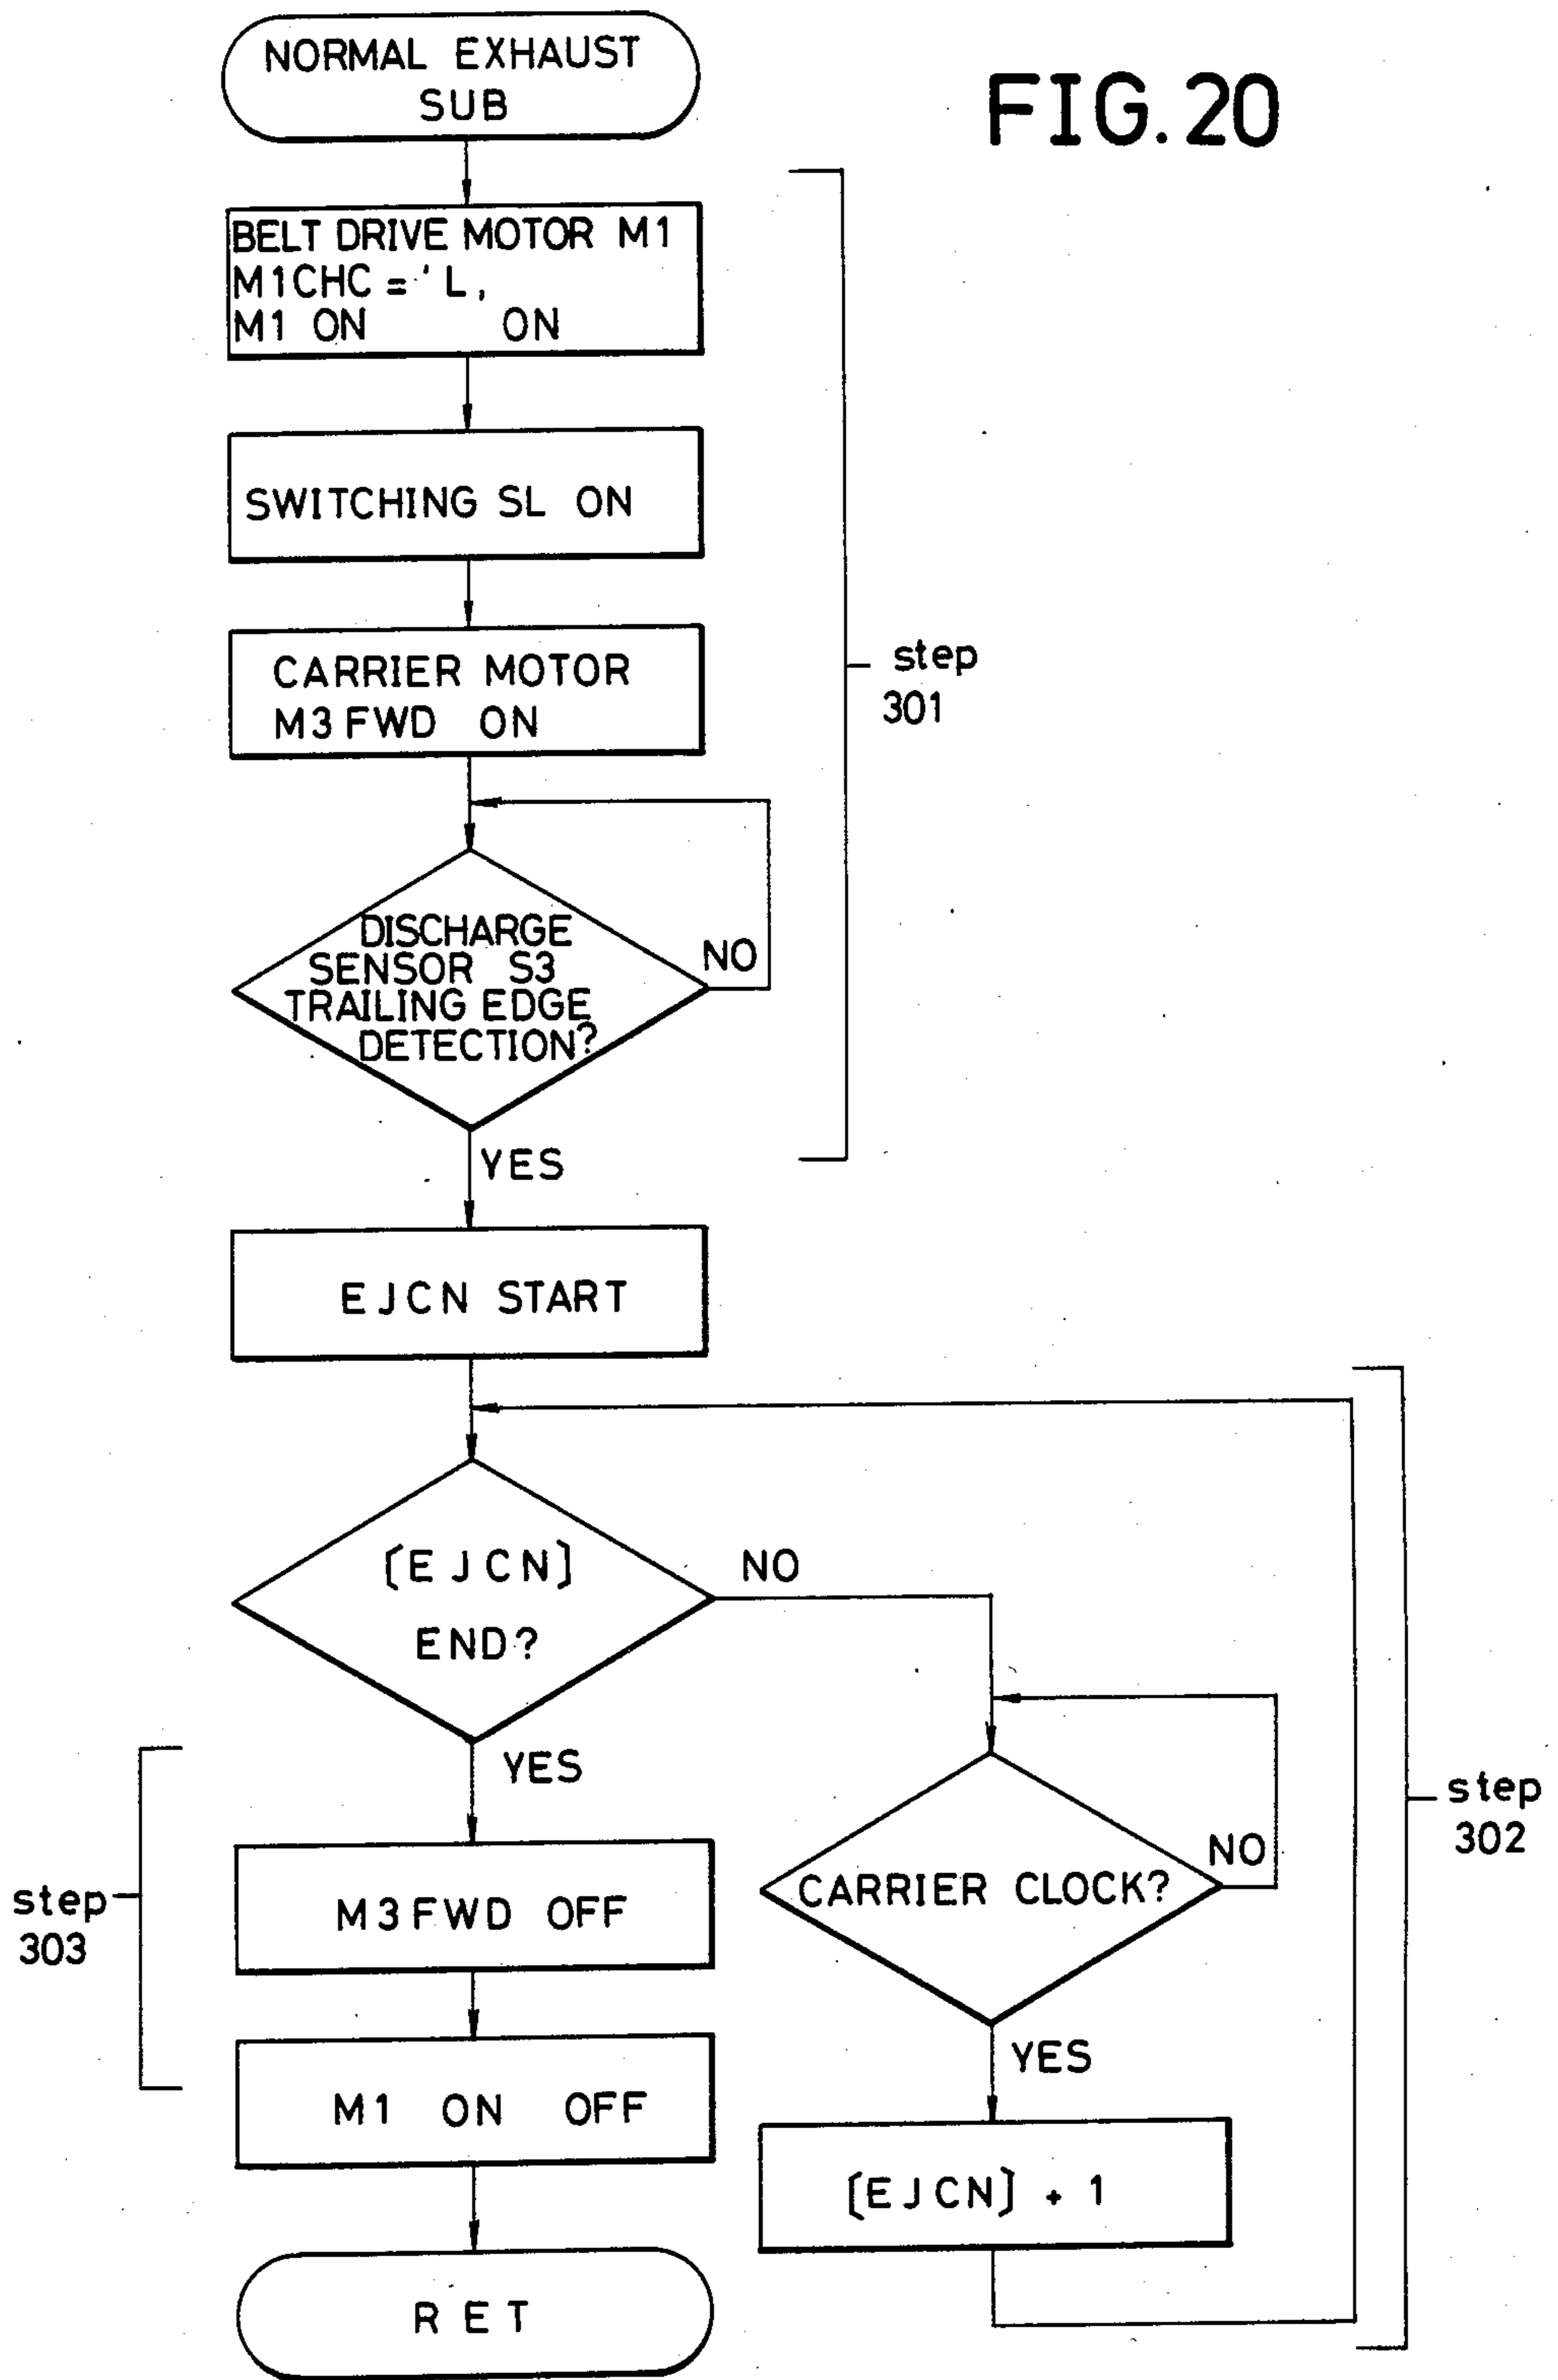 NORMAL EXHAUST
SUB
FIG. 20
BELT DRIVE MOTOR M1
M1CHC = 'L,
M1 ON ON
SWITCHING SL ON
CARRIER MOTOR
M3 FWD ON
step
301
DISCHARGE
SENSOR S3
TRAILING EDGE
DETECTION?
NO
YES
EJCN START
[EJCN]
END?
NO
YES
step
302
CARRIER CLOCK?
NO
step
303
M3FWD OFF
YES
M1 ON OFF
[EJCN] + 1
RET